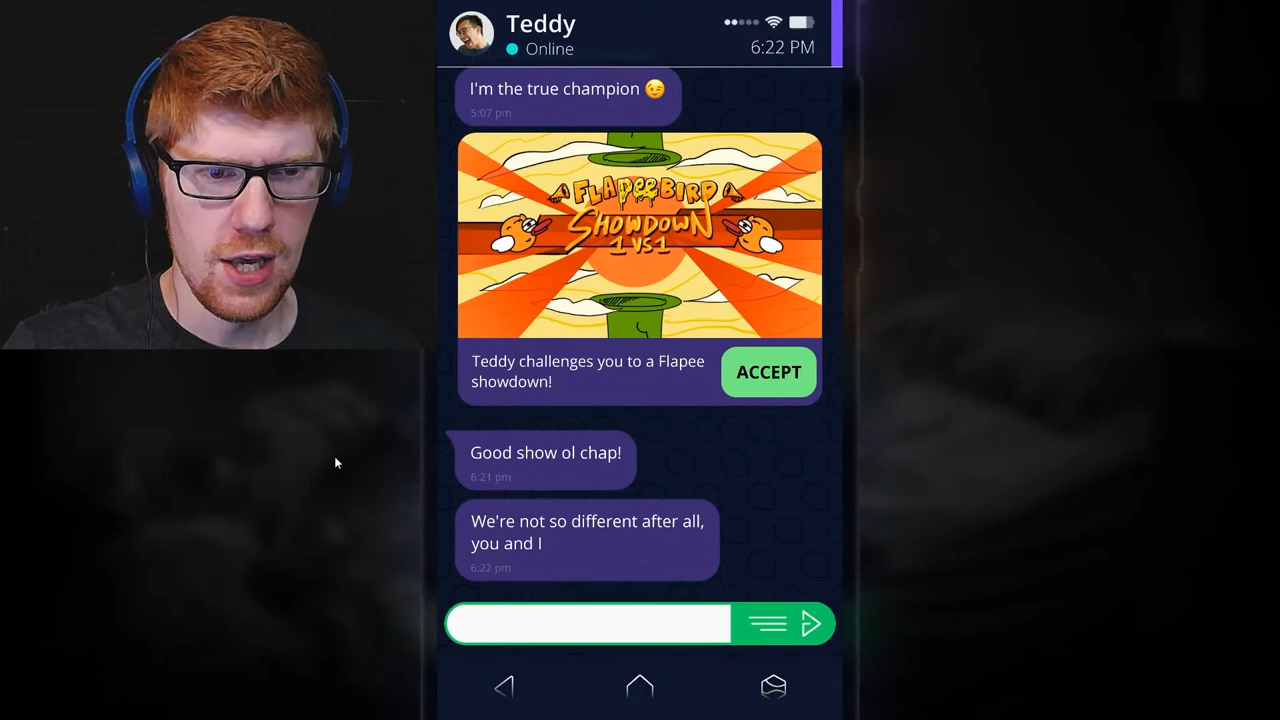 Teddy
Online
6:22 PM
I'm the true champion 😉
5:07 pm
FLAPEEBIRD
SHOWDOWN
1 VS 1
Teddy challenges you to a Flapee
showdown!
ACCEPT
Good show ol chap!
6:21 pm
We're not so different after all,
you and I
6:22 pm